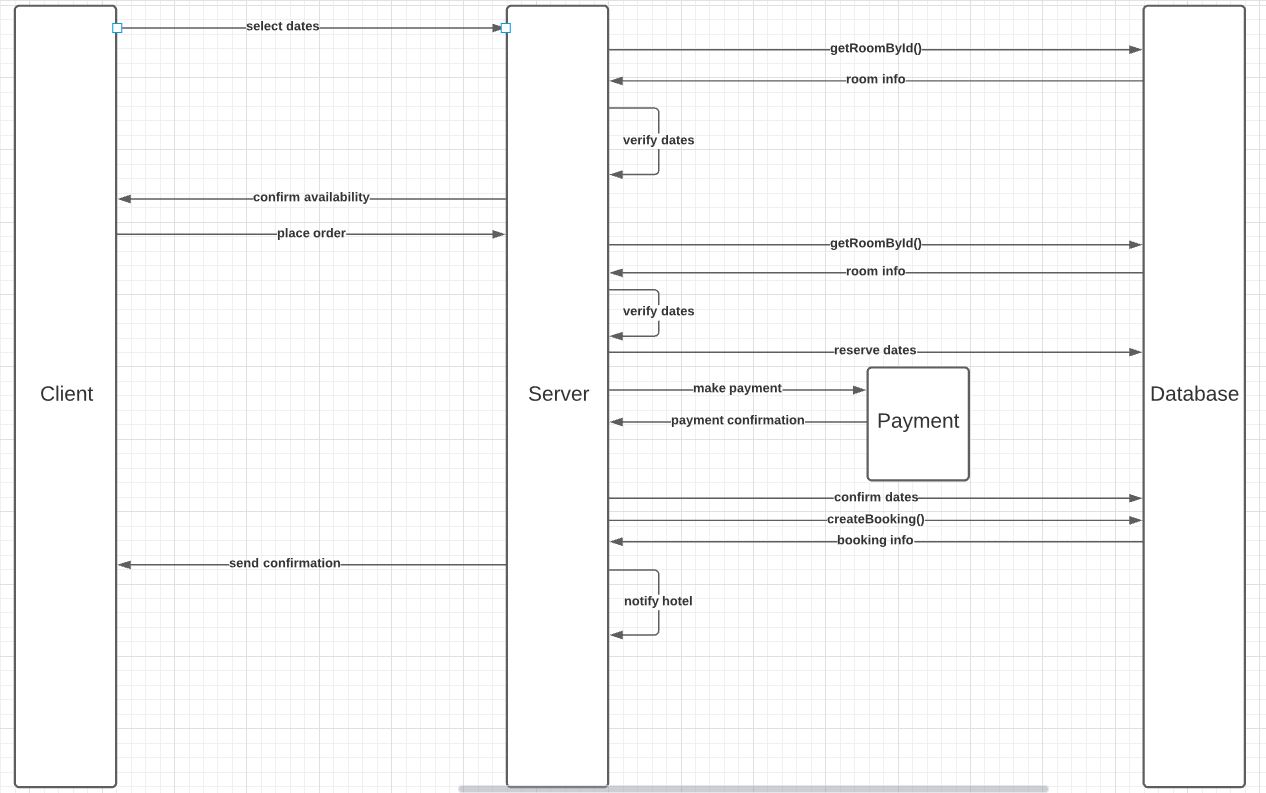 select dates
getRoomById()
room info
verify dates
confirm availability
place order
getRoomById()
room info
verify dates
reserve dates
make payment
Client
Server
Database
payment confirmation
Payment
confirm dates
createBooking()
booking info
send confirmation
notify hotel